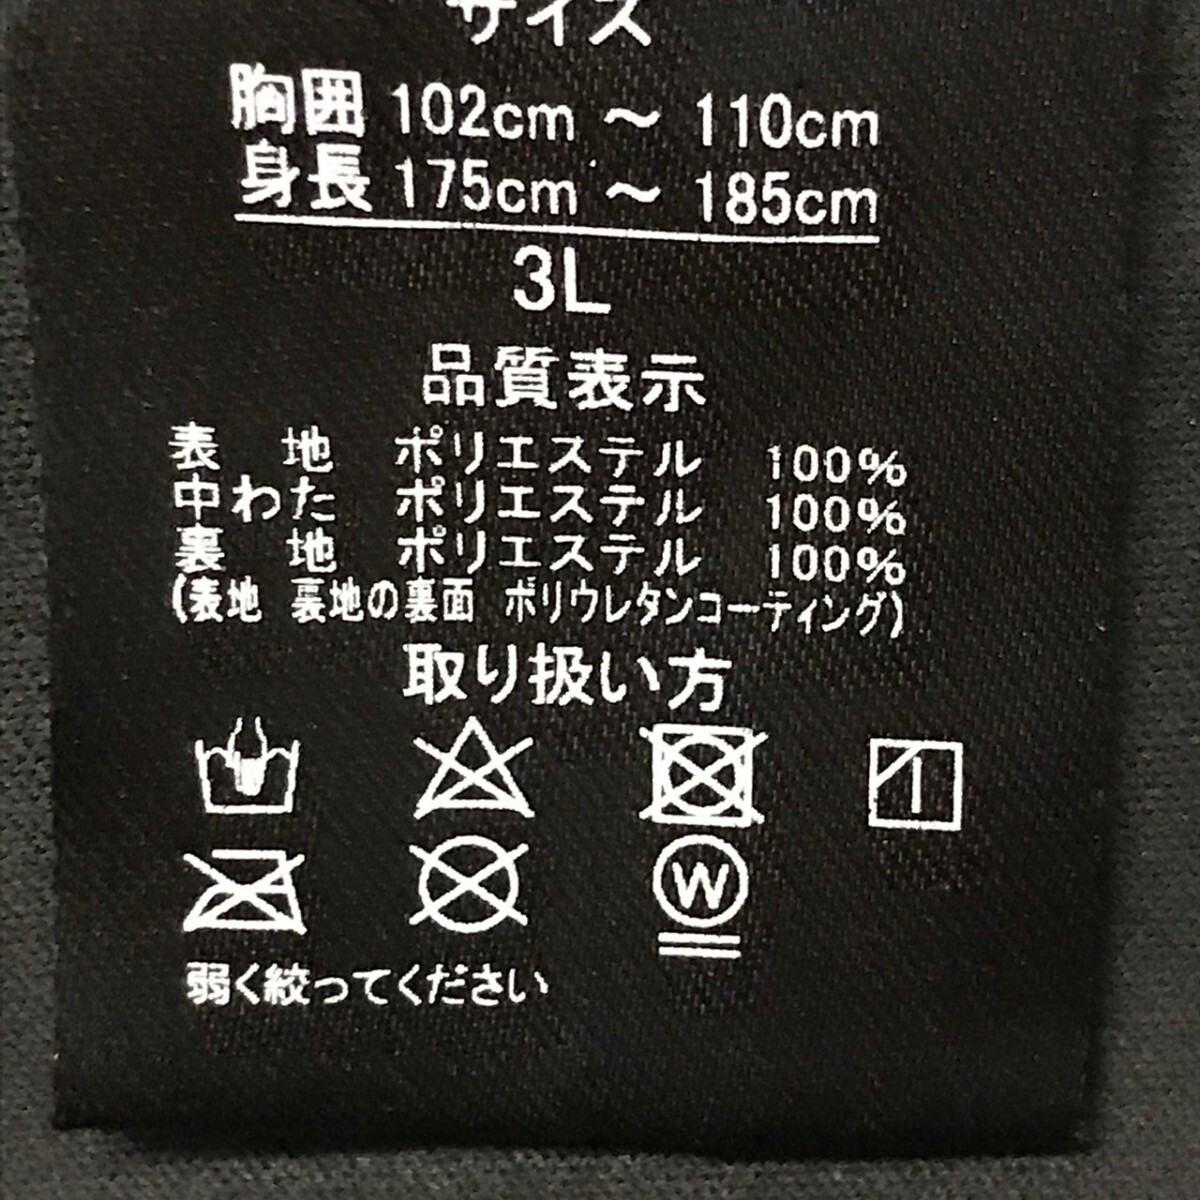 サイズ
胸囲 102cm ～ 110cm
身長 175cm ～ 185cm
3L
品質表示
表 地 ポリエステル 100%
中わた ポリエステル 100%
裏 地 ポリエステル 100%
(表地 裏地の裏面 ポリウレタンコーティング)
取り扱い方
W
弱く絞ってください